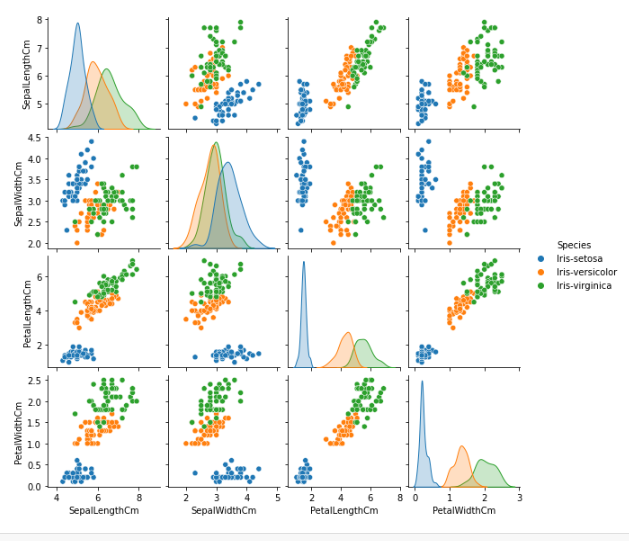 SepalLengthCm
8
7
6
5
SepalWidthCm
4.5
4.0
3.5
3.0
2.5
2.0
PetalLengthCm
6
4
2
PetalWidthCm
2.5
2.0
1.5
1.0
0.5
0.0
4 6 8
SepalLengthCm
2 3 4 5
SepalWidthCm
2 4 6 8
PetalLengthCm
0 1 2 3
PetalWidthCm
Species
Iris-setosa
Iris-versicolor
Iris-virginica